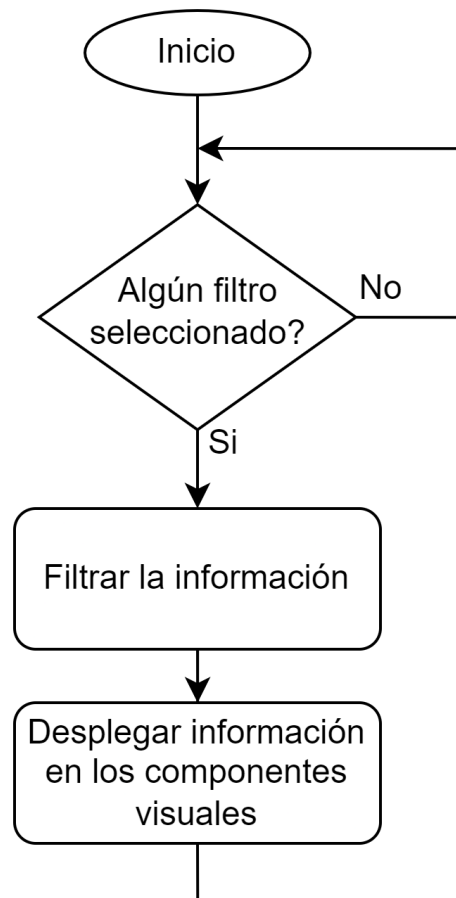 Inicio
Algún filtro
seleccionado?
No
Si
Filtrar la información
Desplegar información
en los componentes
visuales